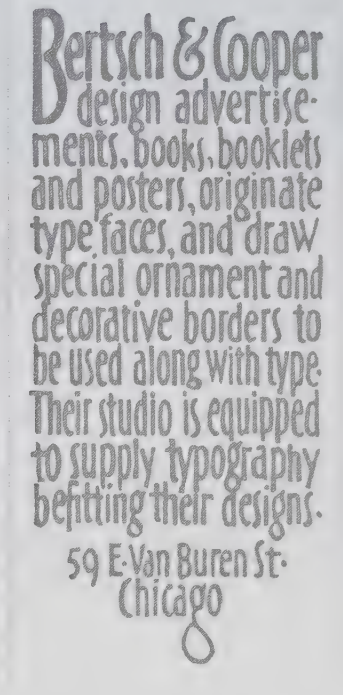 Bertsch & Cooper
design advertise-
ments, books, booklets
and posters, originate
type faces, and draw
special ornament and
decorative borders to
be used along with type.
Their studio is equipped
to supply typography
befitting their designs.
59 E. Van Buren St.
Chicago